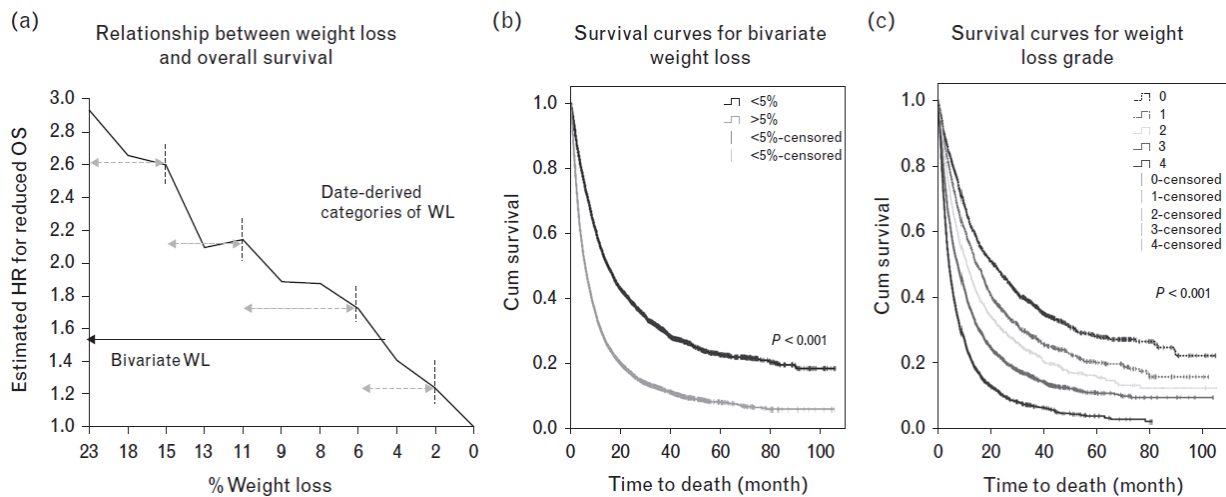 (a)
Relationship between weight loss
and overall survival
Estimated HR for reduced OS
3.0
2.8
2.6
2.4
2.2
2.0
1.8
1.6
1.4
1.2
1.0
Date-derived
categories of WL
Bivariate WL
23 18 15 13 11 9 8 6 4 2 0
% Weight loss
(b)
Survival curves for bivariate
weight loss
Cum survival
1.0
0.8
0.6
0.4
0.2
0.0
<5%
>5%
<5%-censored
<5%-censored
P < 0.001
0 20 40 60 80 100
Time to death (month)
(c)
Survival curves for weight
loss grade
Cum survival
1.0
0.8
0.6
0.4
0.2
0.0
0
1
2
3
4
0-censored
1-censored
2-censored
3-censored
4-censored
P < 0.001
0 20 40 60 80 100
Time to death (month)